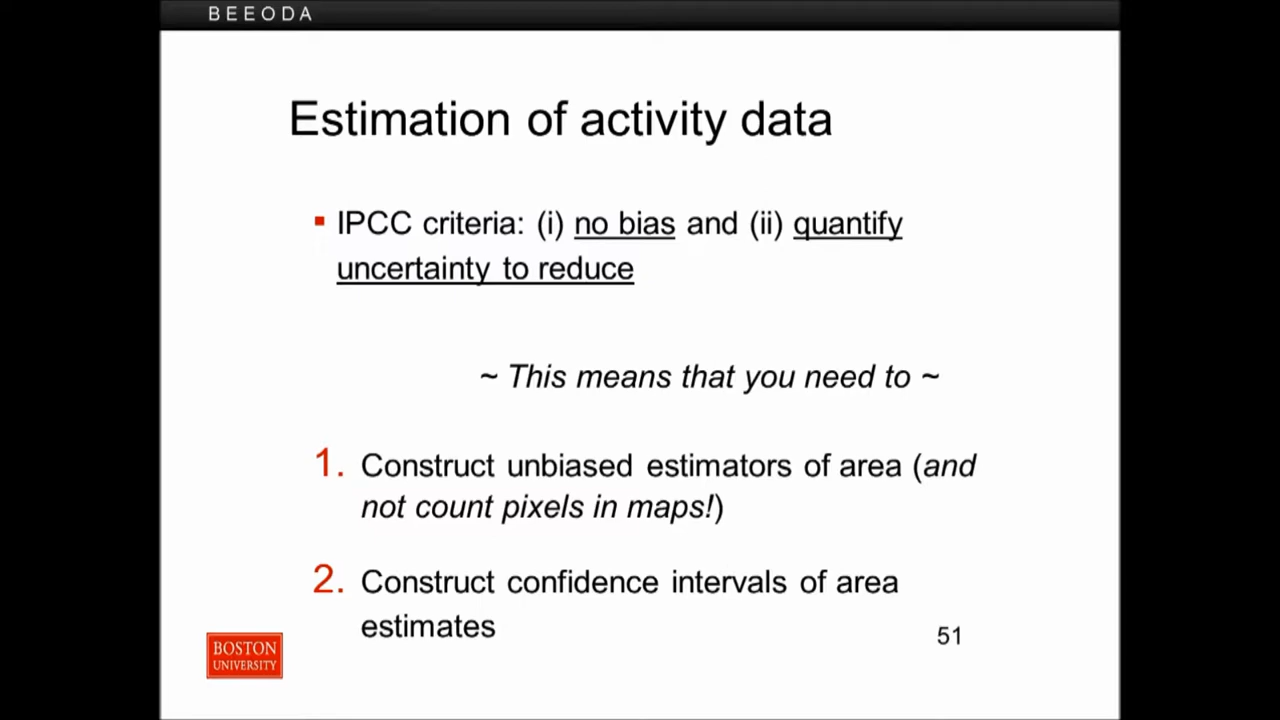 BEEODA
Estimation of activity data
▪ IPCC criteria: (i) no bias and (ii) quantify
uncertainty to reduce
~ This means that you need to ~
1. Construct unbiased estimators of area (and
not count pixels in maps!)
2. Construct confidence intervals of area
estimates
51
BOSTON
UNIVERSITY